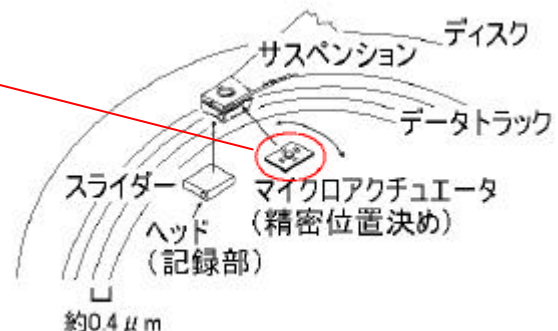 ディスク
サスペンション
データトラック
スライダー
マイクロアクチュエータ
(精密位置決め)
ヘッド
(記録部)
約0.4μm